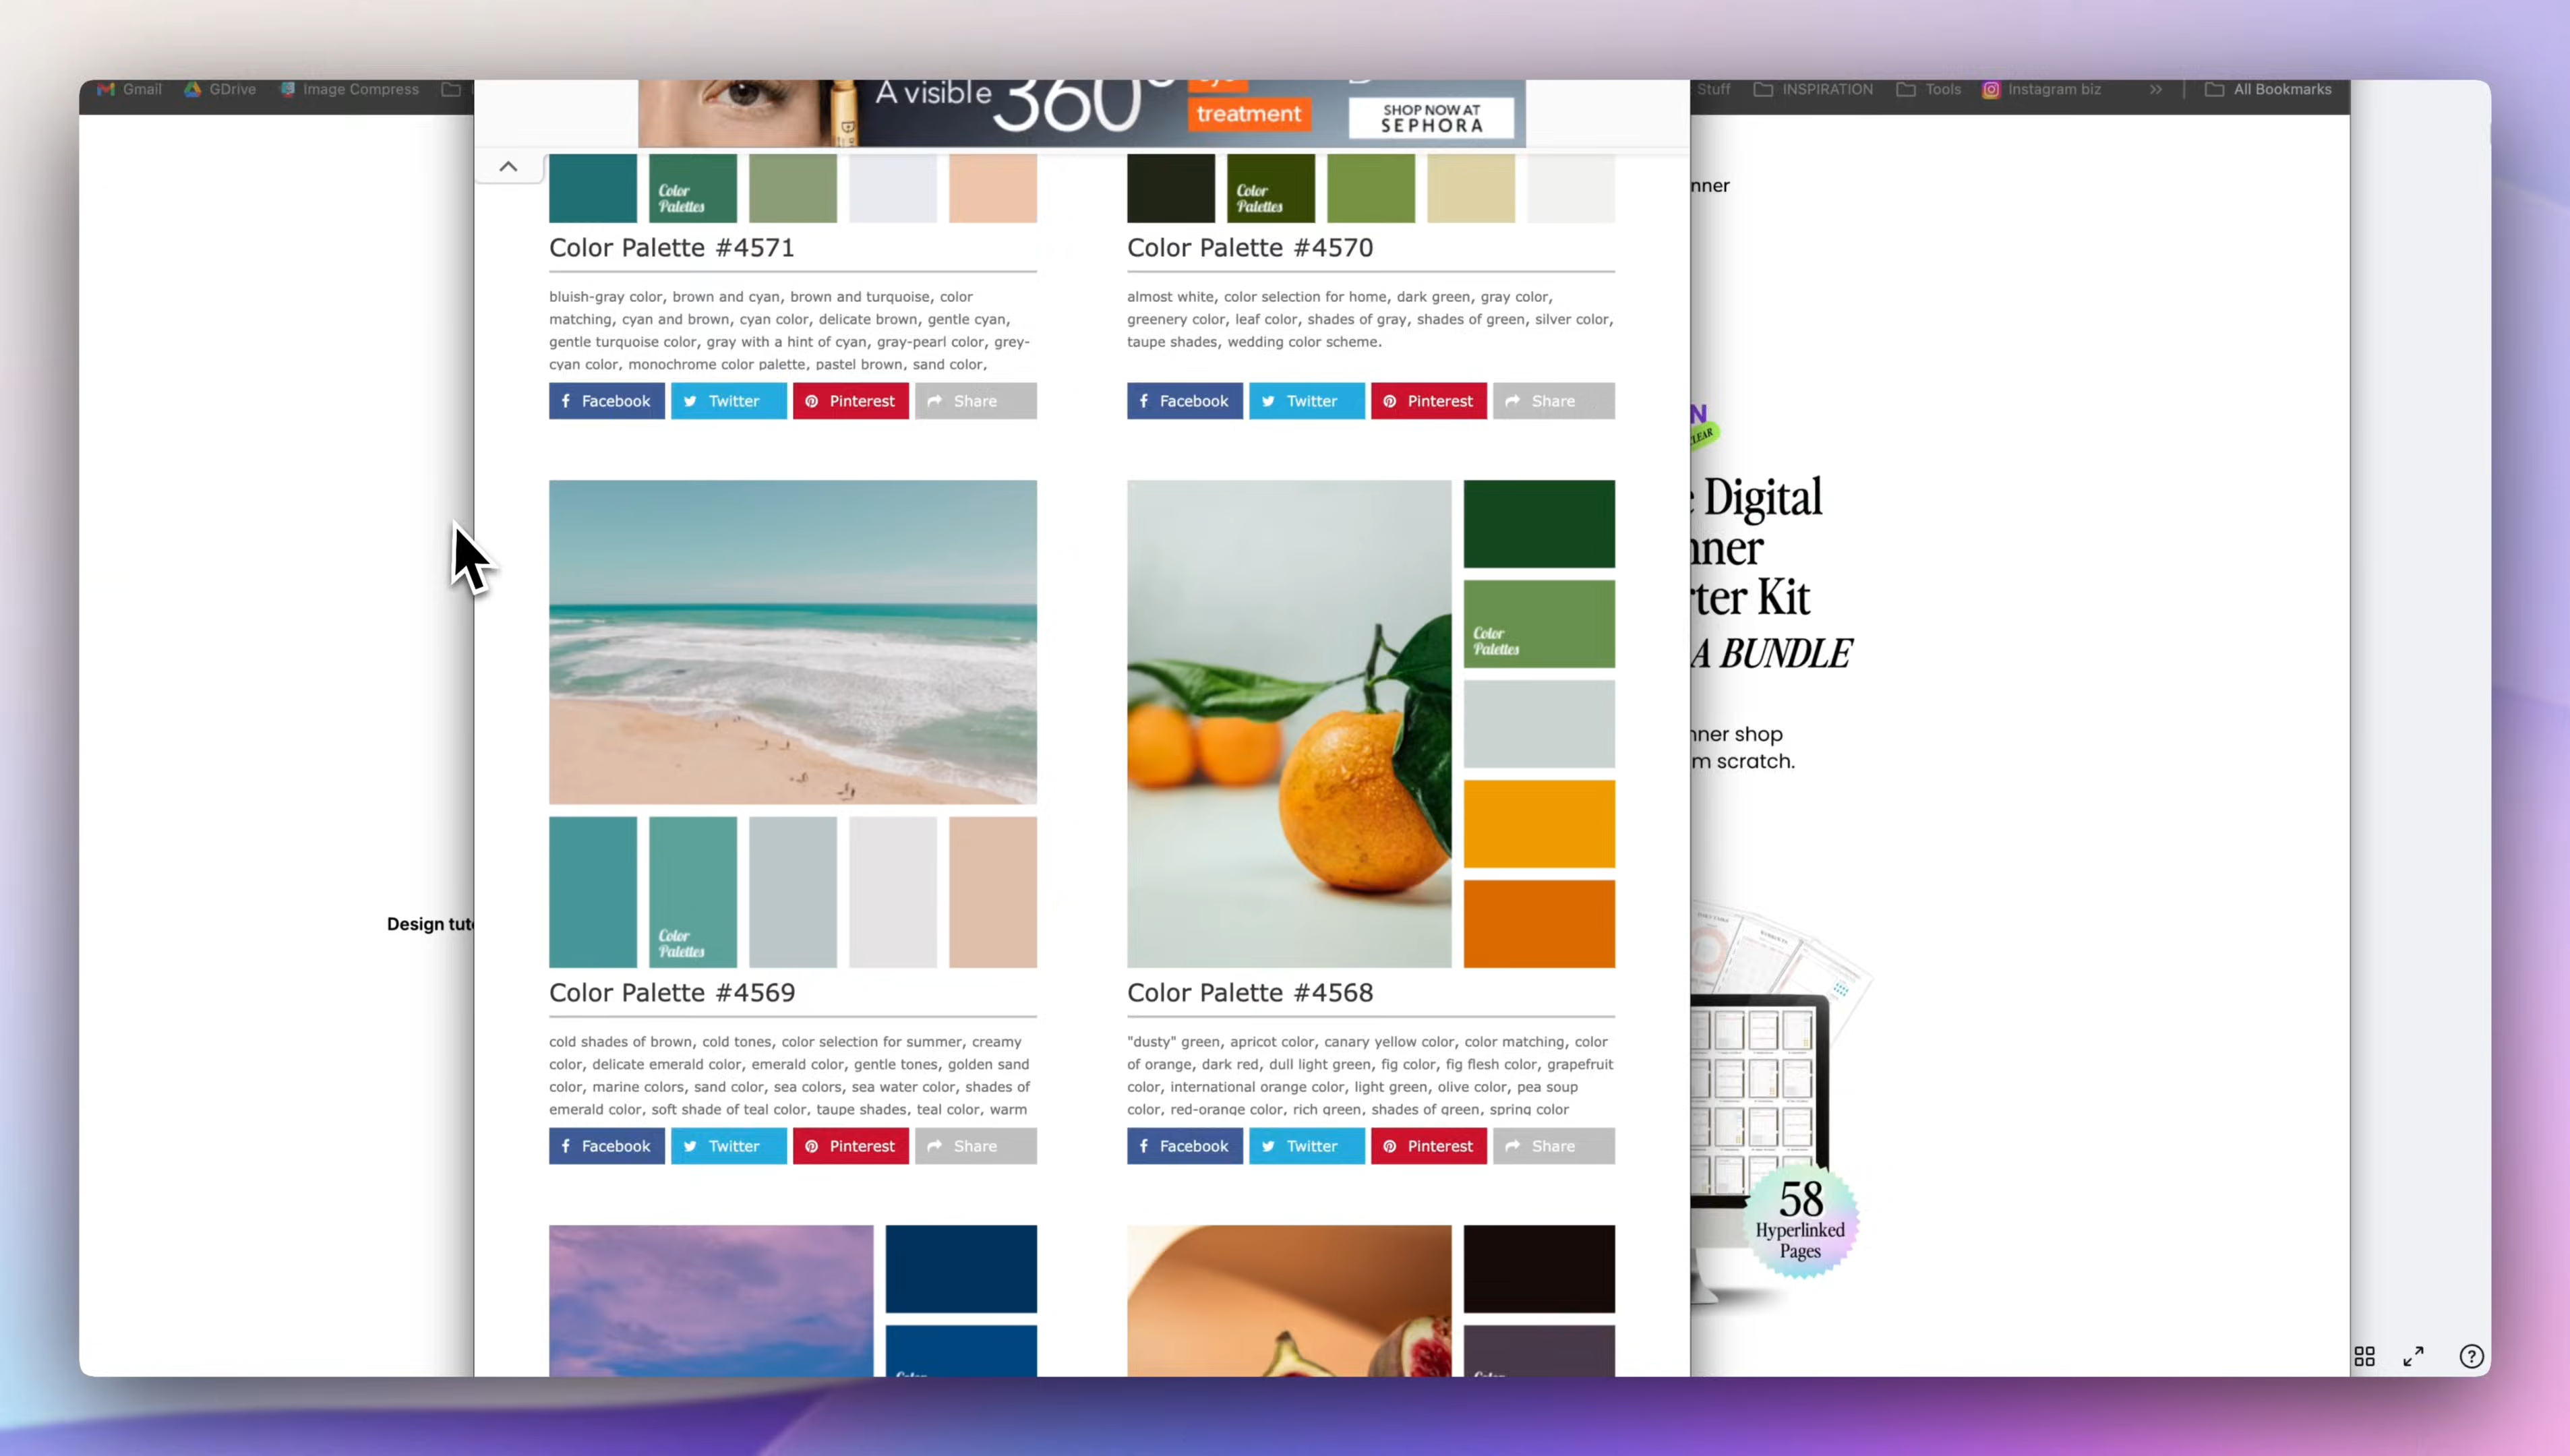 Gmail
GDrive
Image Compress
A visible 360°
treatment
SHOP NOW AT
SEPHORA
Stuff
INSPIRATION
Tools
Instagram biz
All Bookmarks
Color
Palettes
Color Palette #4571
bluish-gray color, brown and cyan, brown and turquoise, color
matching, cyan and brown, cyan color, delicate brown, gentle cyan,
gentle turquoise color, gray with a hint of cyan, gray-pearl color, grey-
cyan color, monochrome color palette, pastel brown, sand color,
Facebook
Twitter
Pinterest
Share
Color
Palettes
Color Palette #4570
almost white, color selection for home, dark green, gray color,
greenery color, leaf color, shades of gray, shades of green, silver color,
taupe shades, wedding color scheme.
Facebook
Twitter
Pinterest
Share
Color
Palettes
Color Palette #4569
cold shades of brown, cold tones, color selection for summer, creamy
color, delicate emerald color, emerald color, gentle tones, golden sand
color, marine colors, sand color, sea colors, sea water color, shades of
emerald color, soft shade of teal color, taupe shades, teal color, warm
Facebook
Twitter
Pinterest
Share
Color
Palettes
Color Palette #4568
"dusty" green, apricot color, canary yellow color, color matching, color
of orange, dark red, dull light green, fig color, fig flesh color, grapefruit
color, international orange color, light green, olive color, pea soup
color, red-orange color, rich green, shades of green, spring color
Facebook
Twitter
Pinterest
Share
Design tut
nner
N
LEAR
Digital
nner
ter Kit
A BUNDLE
nner shop
m scratch.
58
Hyperlinked
Pages